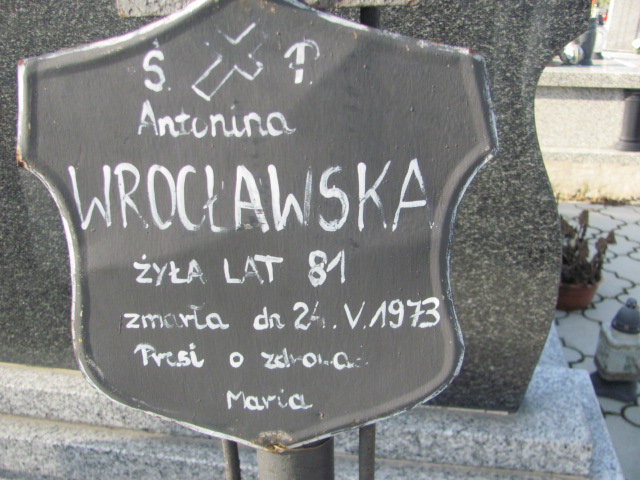 Ś. P.
Antonina
WROCŁAWSKA
ŻYŁA LAT 81
zmarła dn 24.V.1973
Prosi o zdrowaś
Maria